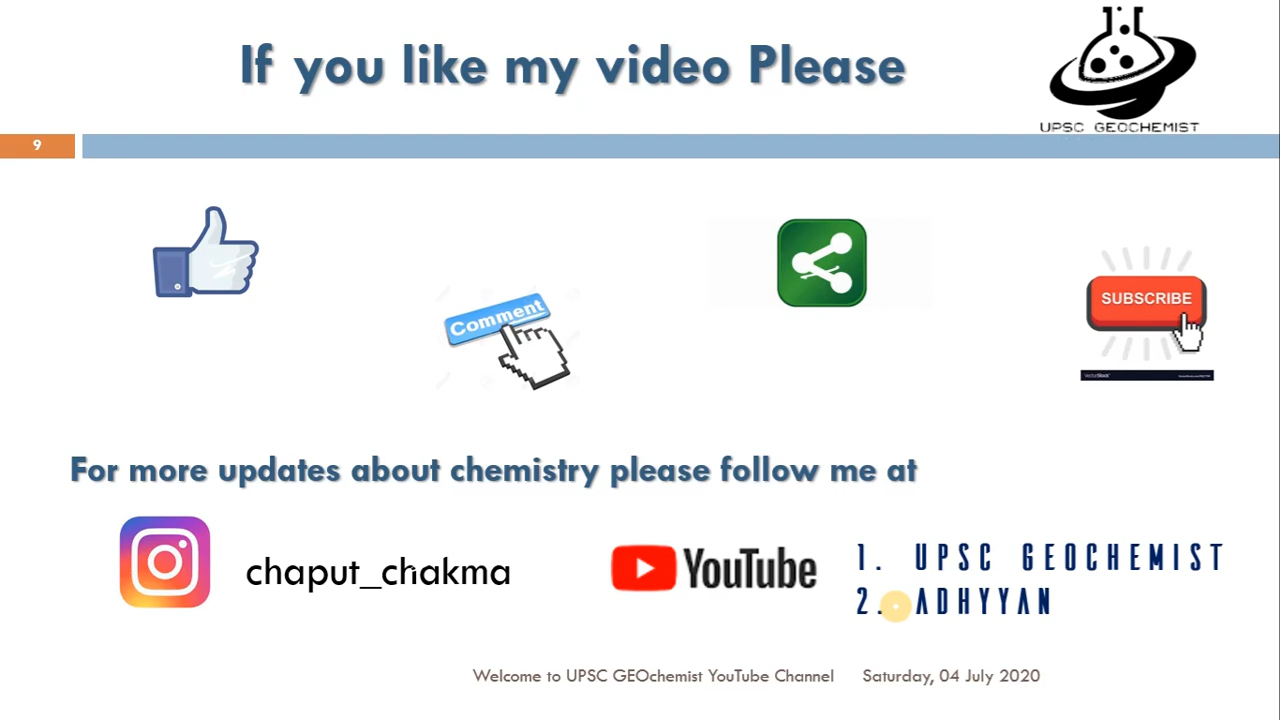 If you like my video Please
UPSC GEOCHEMIST
9
Comment
SUBSCRIBE
VectorStock
For more updates about chemistry please follow me at
chaput_chakma
YouTube
1. UPSC GEOCHEMIST
2. ADHYYAN
Welcome to UPSC GEOchemist YouTube Channel Saturday, 04 July 2020